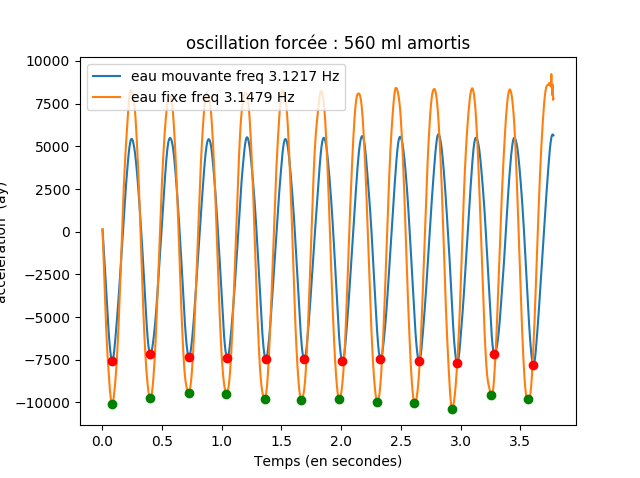 oscillation forcée : 560 ml amortis
eau mouvante freq 3.1217 Hz
eau fixe freq 3.1479 Hz
10000
7500
5000
2500
0
−2500
−5000
−7500
−10000
0.0 0.5 1.0 1.5 2.0 2.5 3.0 3.5
Temps (en secondes)